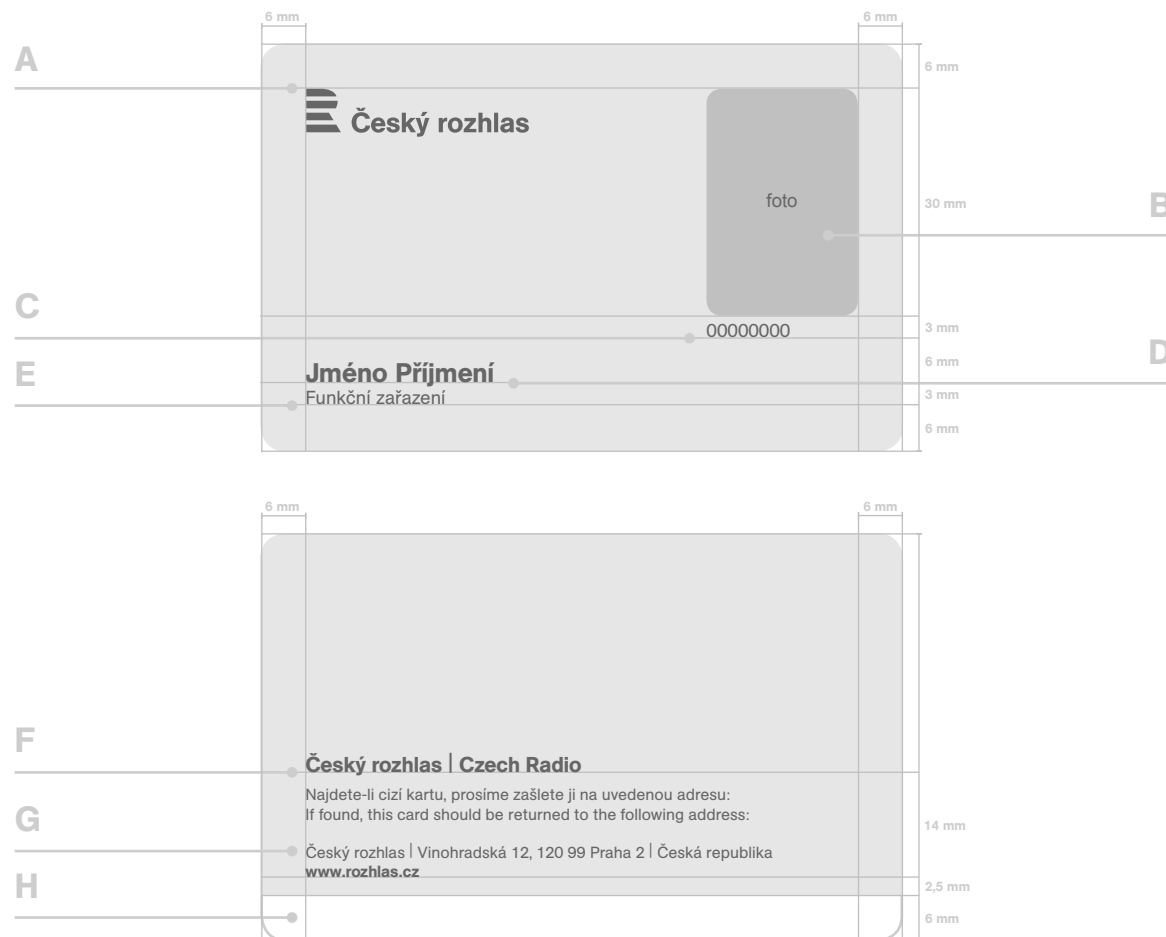 6 mm
6 mm
A
6 mm
Český rozhlas
foto
30 mm
B
C
00000000
3 mm
D
6 mm
E
Jméno Příjmení
3 mm
Funkční zařazení
6 mm
6 mm
6 mm
F
Český rozhlas | Czech Radio
Najdete-li cizí kartu, prosíme zašlete ji na uvedenou adresu:
If found, this card should be returned to the following address:
G
14 mm
Český rozhlas | Vinohradská 12, 120 99 Praha 2 | Česká republika
www.rozhlas.cz
H
2,5 mm
6 mm